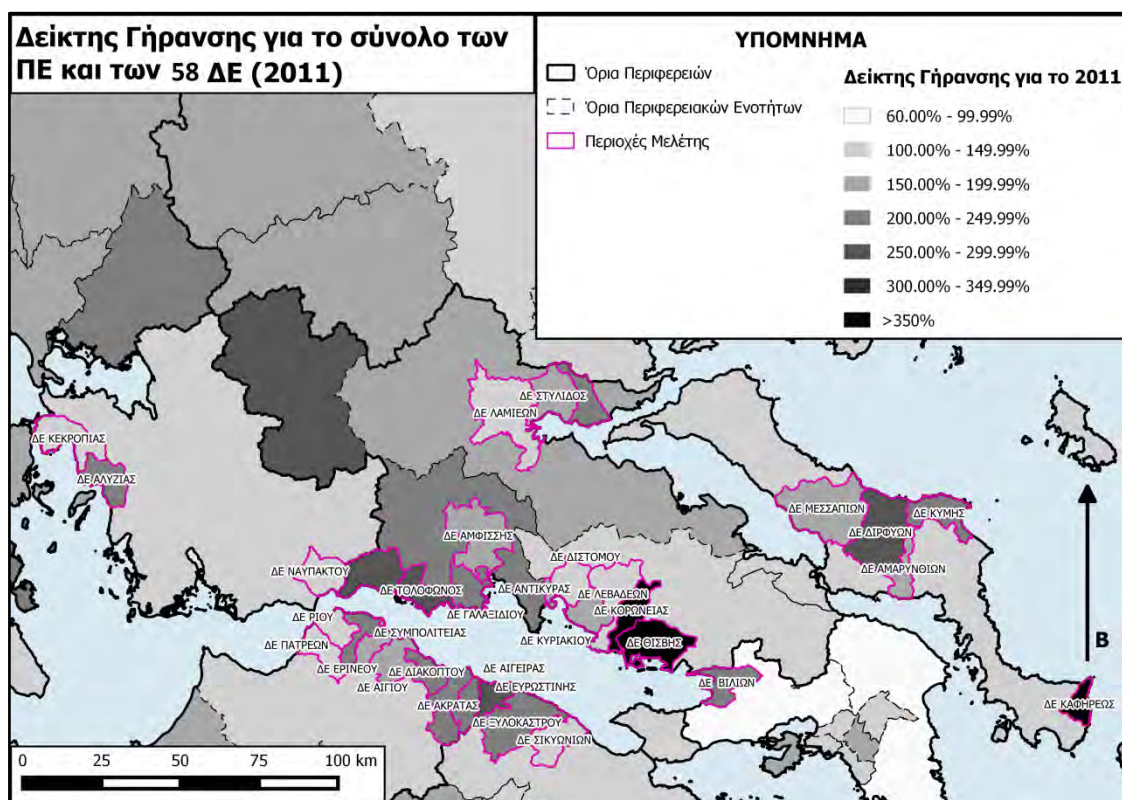 Δείκτης Γήρανσης για το σύνολο των
ΠΕ και των 58 ΔΕ (2011)
ΥΠΟΜΝΗΜΑ
Όρια Περιφερειών
Όρια Περιφερειακών Ενοτήτων
Περιοχές Μελέτης
Δείκτης Γήρανσης για το 2011
60.00% - 99.99%
100.00% - 149.99%
150.00% - 199.99%
200.00% - 249.99%
250.00% - 299.99%
300.00% - 349.99%
>350%
ΔΕ ΣΤΥΛΙΔΟΣ
ΔΕ ΛΑΜΙΕΩΝ
ΔΕ ΚΕΚΡΟΠΙΑΣ
ΔΕ ΑΛΥΖΙΑΣ
ΔΕ ΜΕΣΣΑΠΙΩΝ
ΔΕ ΚΥΜΗΣ
ΔΕ ΔΙΡΦΥΩΝ
ΔΕ ΑΜΦΙΣΣΗΣ
ΔΕ ΔΙΣΤΟΜΟΥ
ΔΕ ΑΜΑΡΥΝΘΙΩΝ
ΔΕ ΝΑΥΠΑΚΤΟΥ
ΔΕ ΤΟΛΟΦΩΝΟΣ
ΔΕ ΑΝΤΙΚΥΡΑΣ
ΔΕ ΛΕΒΑΔΕΩΝ
ΔΕ ΓΑΛΑΞΙΔΙΟΥ
ΔΕ ΚΟΡΩΝΕΙΑΣ
ΔΕ ΡΙΟΥ
ΔΕ ΣΥΜΠΟΛΙΤΕΙΑΣ
ΔΕ ΚΥΡΙΑΚΙΟΥ
ΔΕ ΘΙΣΒΗΣ
ΔΕ ΠΑΤΡΕΩΝ
ΔΕ ΕΡΙΝΕΟΥ
ΔΕ ΔΙΑΚΟΠΤΟΥ
ΔΕ ΑΙΓΕΙΡΑΣ
ΔΕ ΑΙΓΙΟΥ
ΔΕ ΕΥΡΩΣΤΙΝΗΣ
ΔΕ ΒΙΛΙΩΝ
ΔΕ ΑΚΡΑΤΑΣ
ΔΕ ΞΥΛΟΚΑΣΤΡΟΥ
ΔΕ ΣΙΚΥΩΝΙΩΝ
ΔΕ ΚΑΦΗΡΕΩΣ
Β
0 25 50 75 100 km